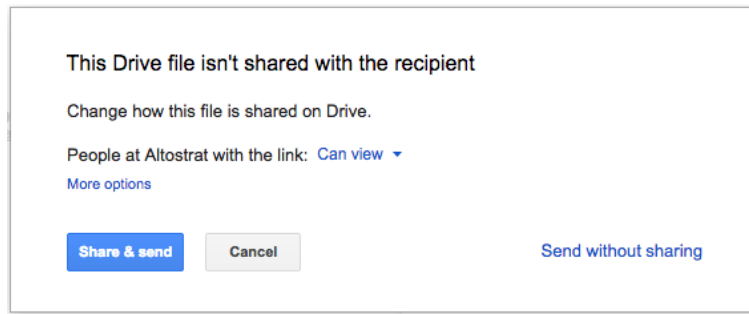 This Drive file isn't shared with the recipient
Change how this file is shared on Drive.
People at Altostrat with the link: Can view
More options
Share & send Cancel Send without sharing